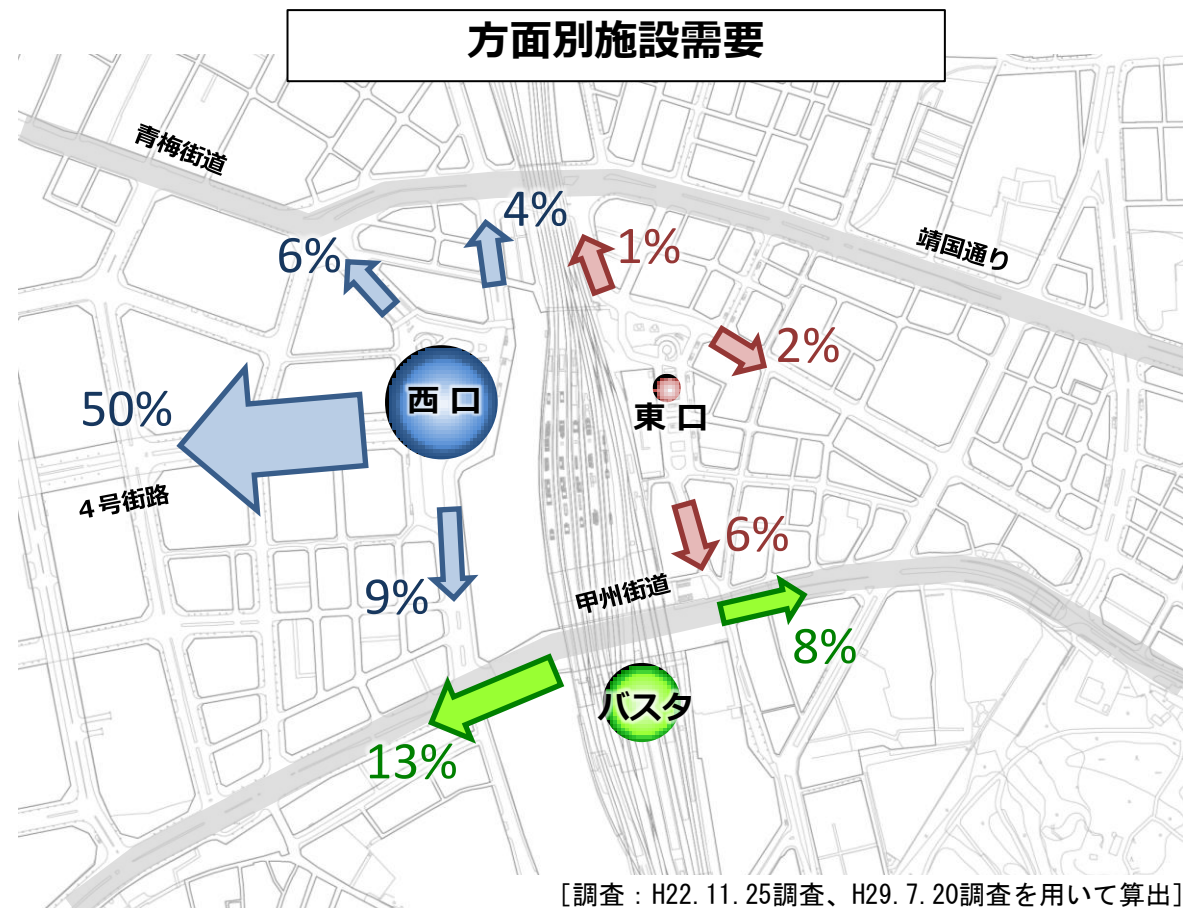 方面別施設需要
青梅街道
4%
6%
1%
靖国通り
2%
50%
西口
東口
４号街路
6%
9%
甲州街道
8%
バスタ
13%
[調査：H22.11.25調査、H29.7.20調査を用いて算出]